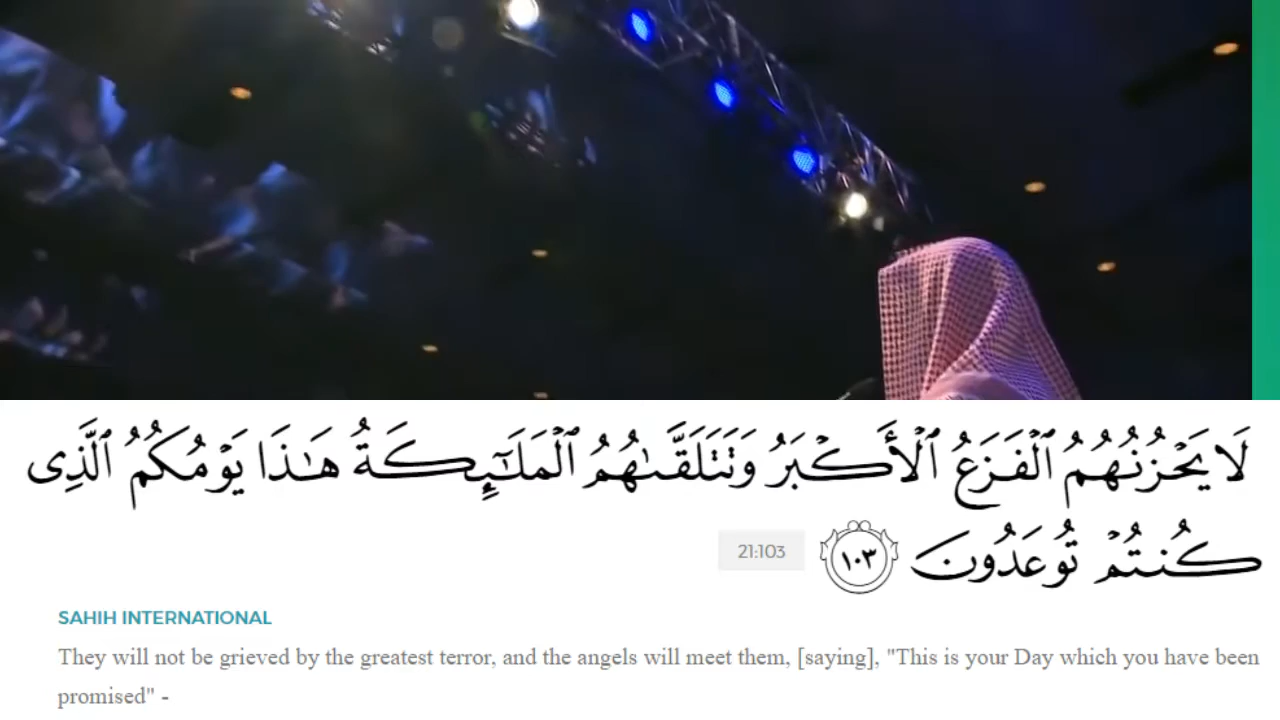 لَا يَحْزُنُهُمُ ٱلْفَزَعُ ٱلْأَكْبَرُ وَتَتَلَقَّىٰهُمُ ٱلْمَلَـٰٓئِكَةُ هَـٰذَا يَوْمُكُمُ ٱلَّذِى
كُنتُمْ تُوعَدُونَ ١٠٣ 21:103
SAHIH INTERNATIONAL
They will not be grieved by the greatest terror, and the angels will meet them, [saying], "This is your Day which you have been
promised" -